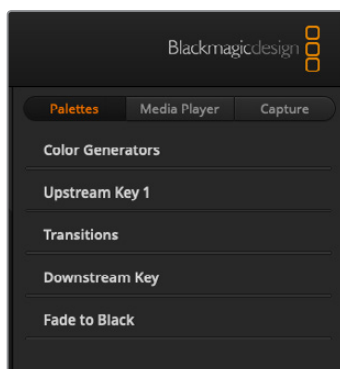 Blackmagicdesign
Palettes Media Player Capture
Color Generators
Upstream Key 1
Transitions
Downstream Key
Fade to Black